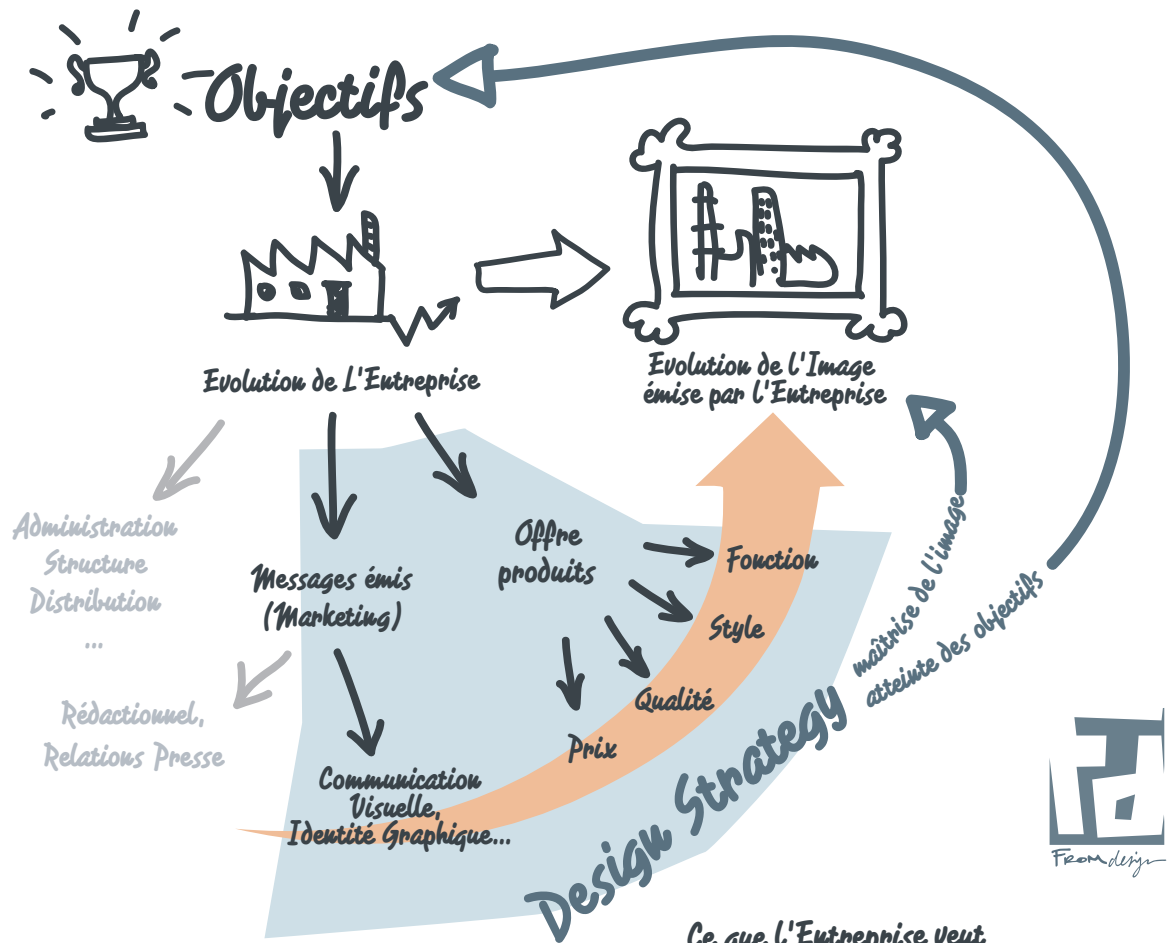 Objectifs
Evolution de L'Entreprise
Evolution de l'Image
émise par l'Entreprise
Administration
Structure
Distribution
...
Messages émis
(Marketing)
Offre
produits
Fonction
Style
Qualité
Prix
Rédactionnel,
Relations Presse
Communication
Visuelle,
Identité Graphique...
maîtrise de l'image
atteinte des objectifs
Design Strategy
FROMdesign
Ce que l'Entreprise veut